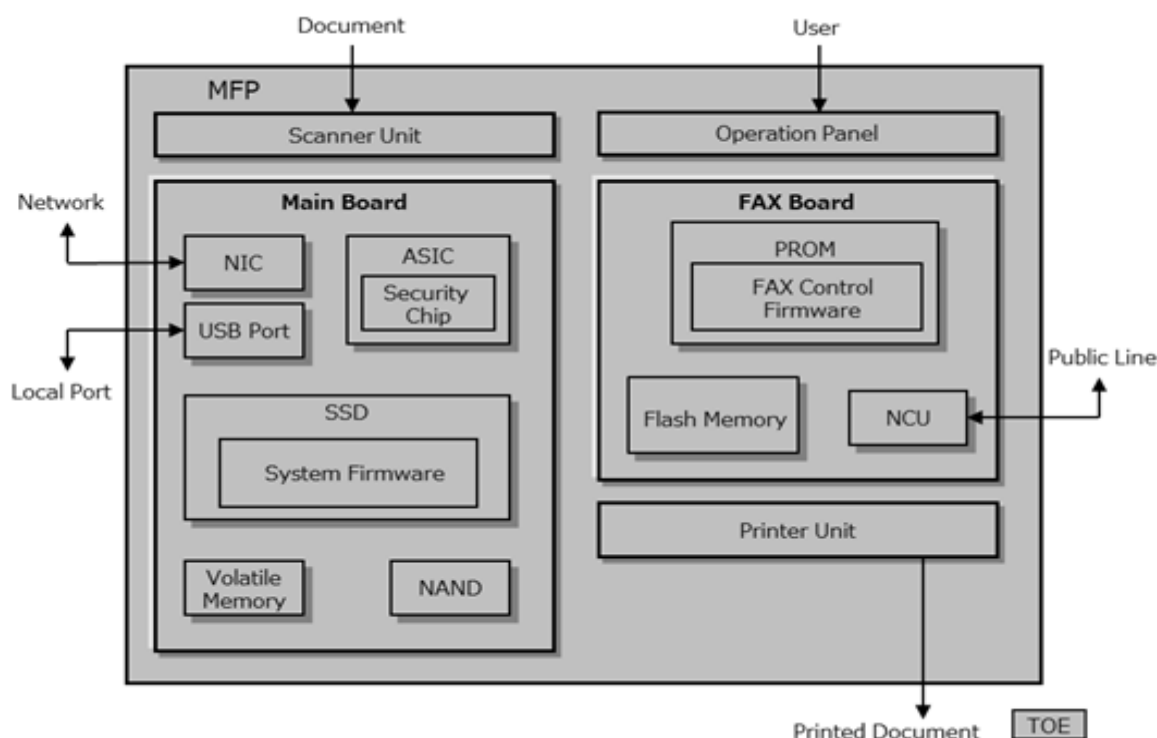 Document
User
MFP
Scanner Unit
Operation Panel
Main Board
FAX Board
Network
NIC
ASIC
Security
Chip
PROM
FAX Control
Firmware
USB Port
Local Port
Public Line
SSD
System Firmware
Flash Memory
NCU
Printer Unit
Volatile
Memory
NAND
Printed Document
TOE